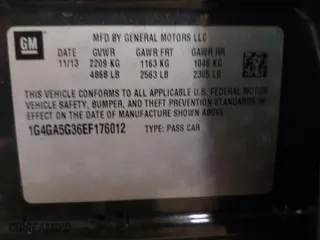 GM
MFD BY GENERAL MOTORS LLC
11/13 GVWR GAWR FRT GAWR RR
2209 KG 1163 KG 1046 KG
4868 LB 2563 LB 2305 LB
THIS VEHICLE CONFORMS TO ALL APPLICABLE U.S. FEDERAL MOTOR
VEHICLE SAFETY, BUMPER, AND THEFT PREVENTION STANDARDS
IN EFFECT ON THE DATE OF MANUFACTURE SHOWN ABOVE.
1G4GA5G36EF176012 TYPE: PASS CAR